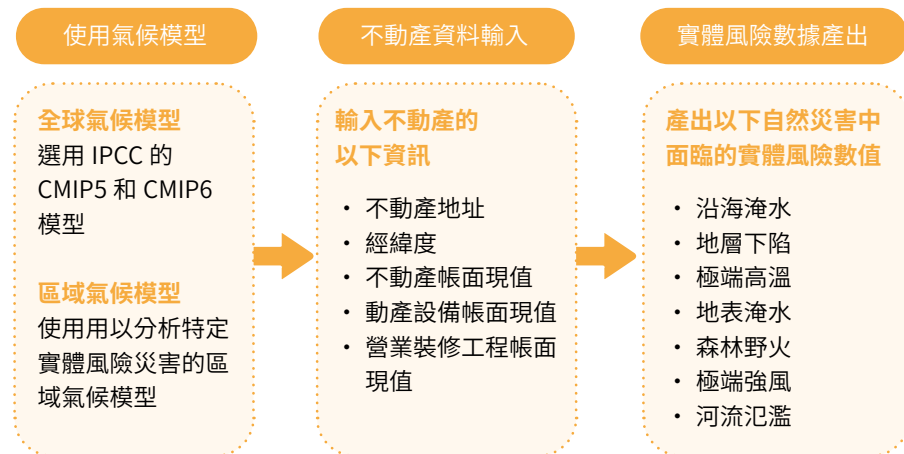 使用氣候模型
全球氣候模型
選用 IPCC 的
CMIP5 和 CMIP6
模型
區域氣候模型
使用用以分析特定
實體風險災害的區
域氣候模型
不動產資料輸入
輸入不動產的
以下資訊
・ 不動產地址
・ 經緯度
・ 不動產帳面現值
・ 動產設備帳面現值
・ 營業裝修工程帳面
現值
實體風險數據產出
產出以下自然災害中
面臨的實體風險數值
・ 沿海淹水
・ 地層下陷
・ 極端高溫
・ 地表淹水
・ 森林野火
・ 極端強風
・ 河流氾濫